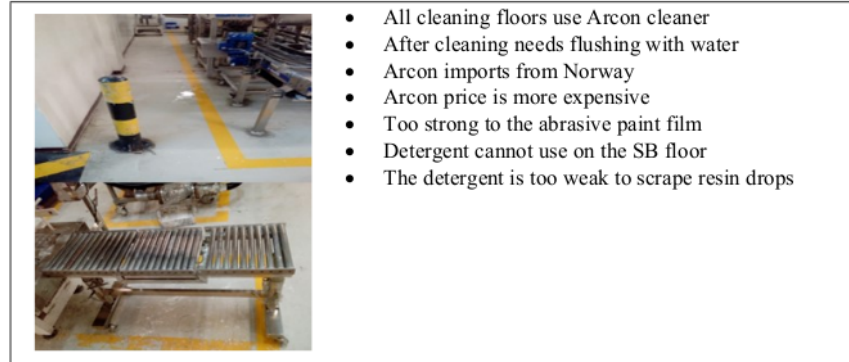 • All cleaning floors use Arcon cleaner
• After cleaning needs flushing with water
• Arcon imports from Norway
• Arcon price is more expensive
• Too strong to the abrasive paint film
• Detergent cannot use on the SB floor
• The detergent is too weak to scrape resin drops